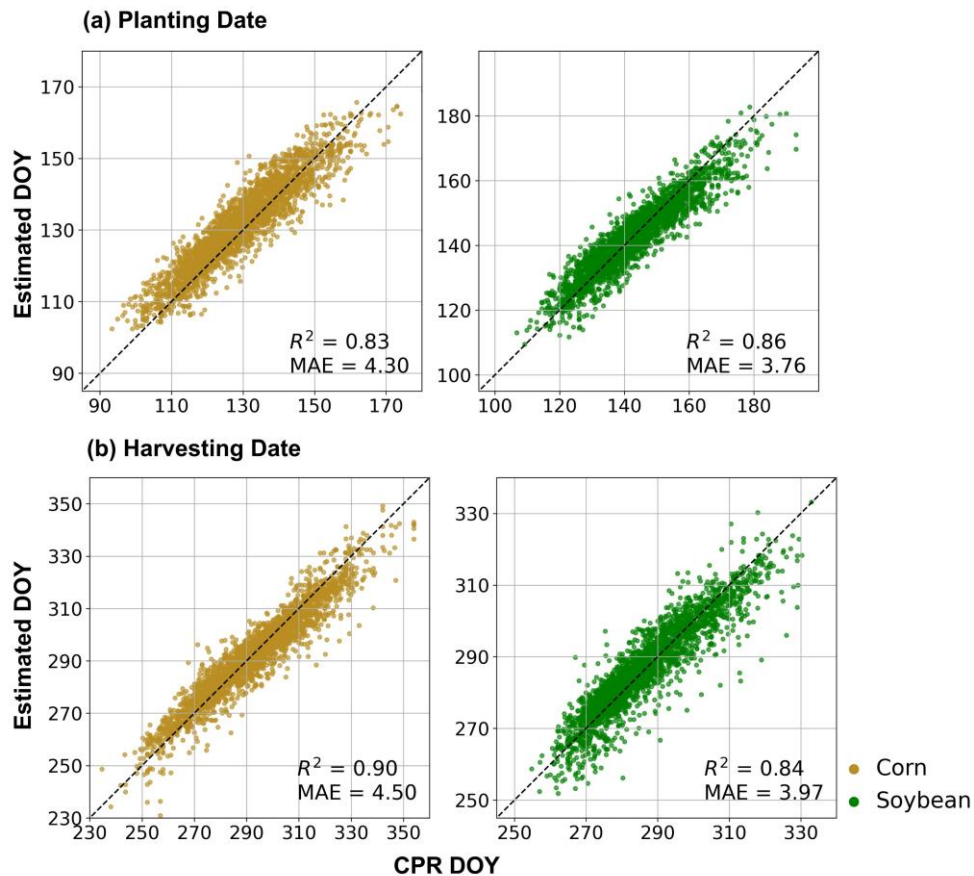 (a) Planting Date
170
150
130
110
90
90 110 130 150 170
R² = 0.83
MAE = 4.30
180
160
140
120
100
100 120 140 160 180
R² = 0.86
MAE = 3.76
Estimated DOY
(b) Harvesting Date
350
330
310
290
270
250
230
230 250 270 290 310 330 350
R² = 0.90
MAE = 4.50
330
310
290
270
250
250 270 290 310 330
R² = 0.84
MAE = 3.97
Estimated DOY
Corn
Soybean
CPR DOY